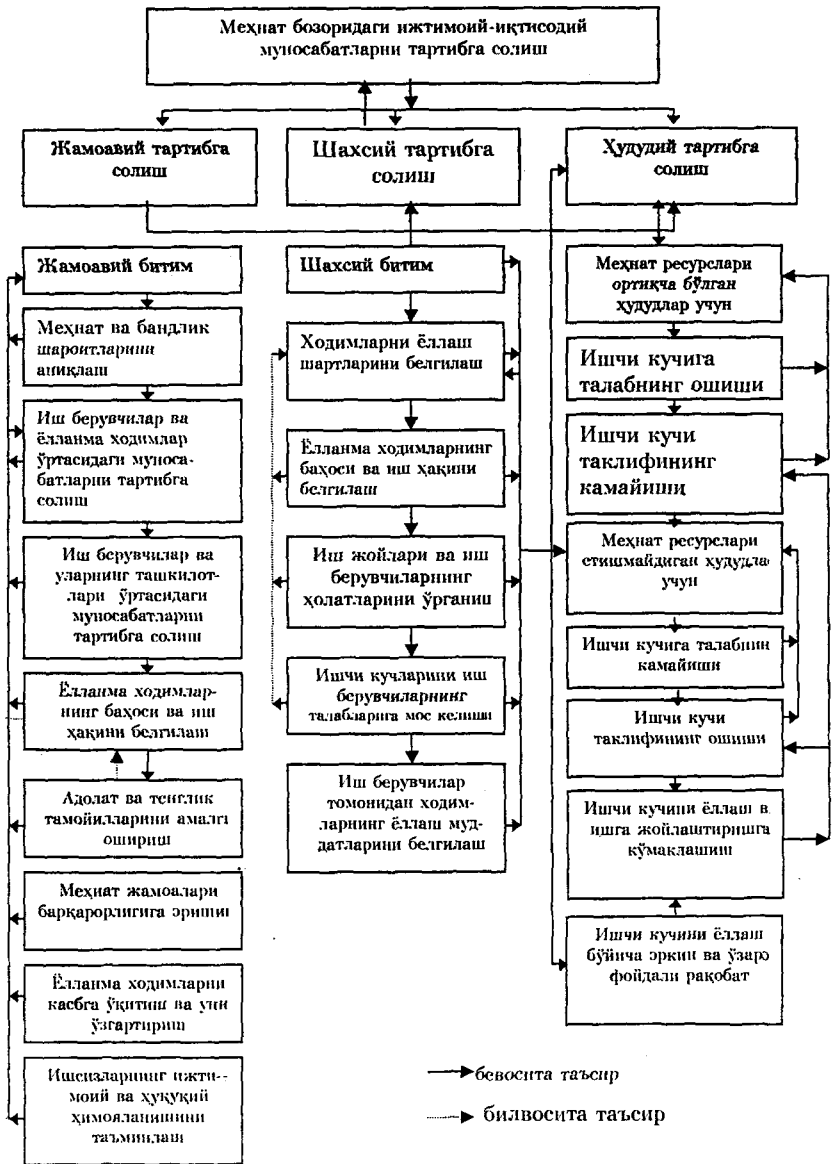 Меҳнат бозоридаги ижтимоий-иқтисодий
муносабатларни тартибга солиш
Жамоавий тартибга
солиш
Шахсий тартибга
солиш
Ҳудудий тартибга
солиш
Жамоавий битим
Меҳнат ва бандлик
шароитларини
аниқлаш
Иш берувчилар ва
ёлланма ходимлар
ўртасидаги муноса-
батларни тартибга
солиш
Иш берувчилар ва
уларнинг ташкилот-
лари ўртасидаги
муносабатларни
тартибга солиш
Ёлланма ходимлар-
нинг баҳоси ва иш
ҳақини белгилаш
Адолат ва тенглик
тамойилларини амалга
ошириш
Меҳнат жамоалари
барқарорлигига эришиш
Ёлланма ходимларни
касбга ўқитиш ва уни
ўзгартириш
Ишсизларнинг ижти-
моий ва ҳуқуқий
ҳимояланишини
таъминлаш
Шахсий битим
Ходимларни ёллаш
шартларини белгилаш
Ёлланма ходимларнинг
баҳоси ва иш ҳақини
белгилаш
Иш жойлари ва иш
берувчиларнинг
ҳолатларини ўрганиш
Ишчи кучларини иш
берувчиларнинг
талабларига мос келиши
Иш берувчилар
томонидан ходим-
ларнинг ёллаш муд-
датларини белгилаш
Меҳнат ресурслари
ортиқча бўлган
ҳудудлар учун
Ишчи кучига
талабнинг ошиши
Ишчи кучи
таклифининг
камайиши
Меҳнат ресурслари
етишмайдиган ҳудудла
учун
Ишчи кучига талабнин
камайиши
Ишчи кучи
таклифининг ошиши
Ишчи кучини ёллаш в
ишга жойлаштиришга
кўмаклашиш
Ишчи кучини ёллаш
бўйича эркин ва ўзаро
фойдали рақобат
бевосита таъсир
билвосита таъсир